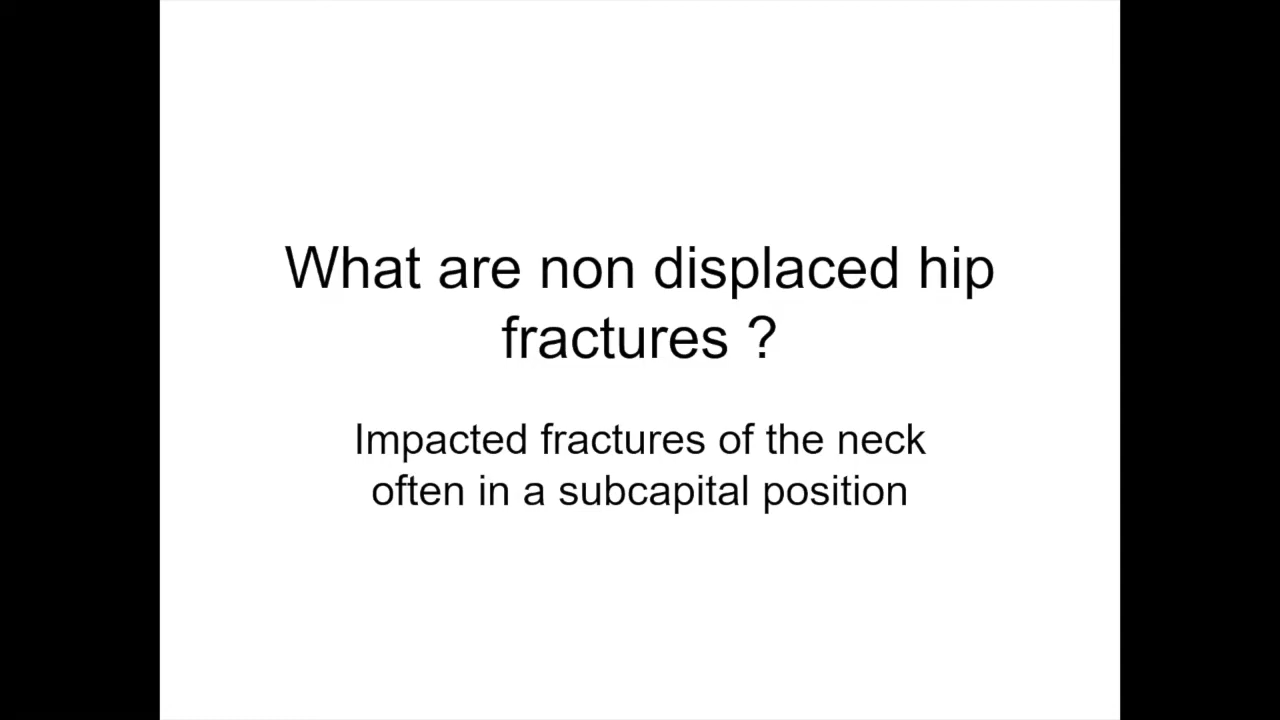 What are non displaced hip
fractures ?
Impacted fractures of the neck
often in a subcapital position